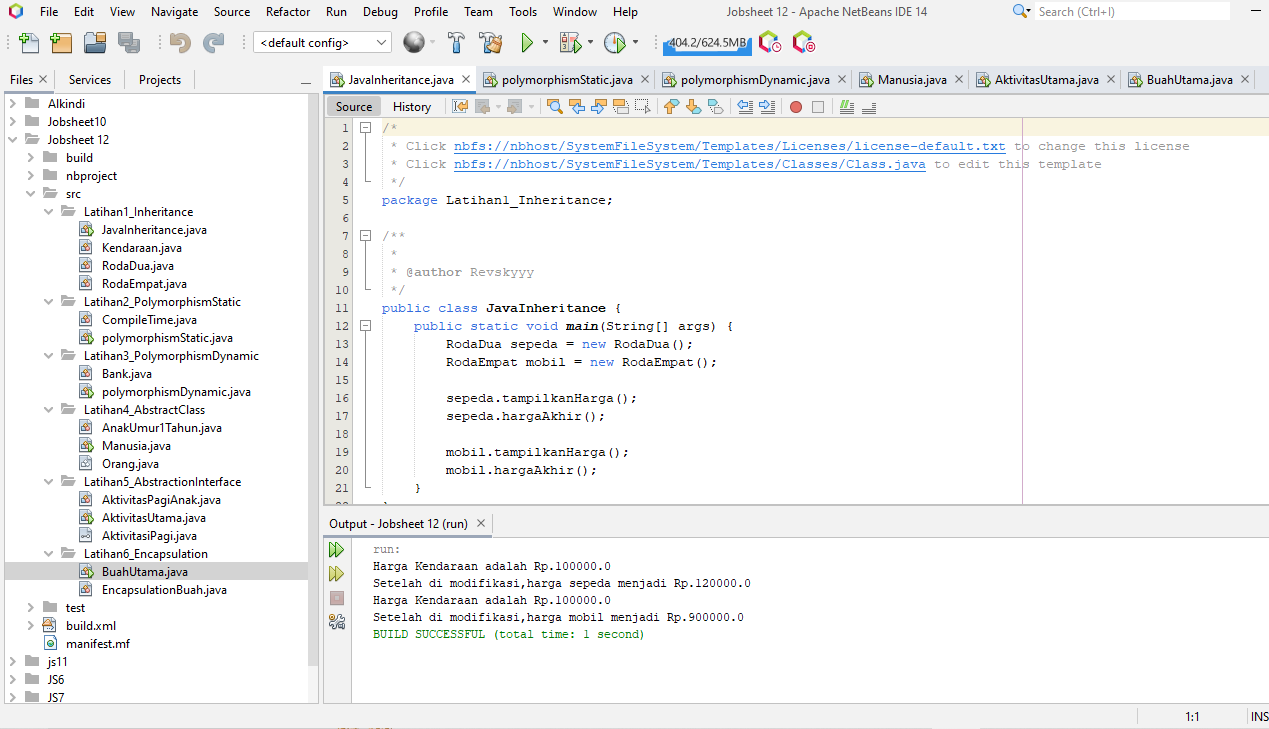 File Edit View Navigate Source Refactor Run Debug Profile Team Tools Window Help Jobsheet 12 - Apache NetBeans IDE 14 Search (Ctrl+I)
<default config> 404.2/624.5MB
Files Services Projects
JavaInheritance.java polymorphismStatic.java polymorphismDynamic.java Manusia.java AktivitasUtama.java BuahUtama.java
Alkindi
Jobsheet10
Jobsheet 12
build
nbproject
src
Latihan1_Inheritance
JavaInheritance.java
Kendaraan.java
RodaDua.java
RodaEmpat.java
Latihan2_PolymorphismStatic
CompileTime.java
polymorphismStatic.java
Latihan3_PolymorphismDynamic
Bank.java
polymorphismDynamic.java
Latihan4_AbstractClass
AnakUmur1Tahun.java
Manusia.java
Orang.java
Latihan5_AbstractionInterface
AktivitasPagiAnak.java
AktivitasUtama.java
AktivitasiPagi.java
Latihan6_Encapsulation
BuahUtama.java
EncapsulationBuah.java
test
build.xml
manifest.mf
js11
JS6
JS7
Source History
1 /*
2 * Click nbfs://nbhost/SystemFileSystem/Templates/Licenses/license-default.txt to change this license
3 * Click nbfs://nbhost/SystemFileSystem/Templates/Classes/Class.java to edit this template
4 */
5 package Latihan1_Inheritance;
6
7 /**
8 *
9 * @author Revskyyy
10 */
11 public class JavaInheritance {
12 public static void main(String[] args) {
13 RodaDua sepeda = new RodaDua();
14 RodaEmpat mobil = new RodaEmpat();
15
16 sepeda.tampilkanHarga();
17 sepeda.hargaAkhir();
18
19 mobil.tampilkanHarga();
20 mobil.hargaAkhir();
21 }
Output - Jobsheet 12 (run)
run:
Harga Kendaraan adalah Rp.100000.0
Setelah di modifikasi,harga sepeda menjadi Rp.120000.0
Harga Kendaraan adalah Rp.100000.0
Setelah di modifikasi,harga mobil menjadi Rp.900000.0
BUILD SUCCESSFUL (total time: 1 second)
1:1 INS